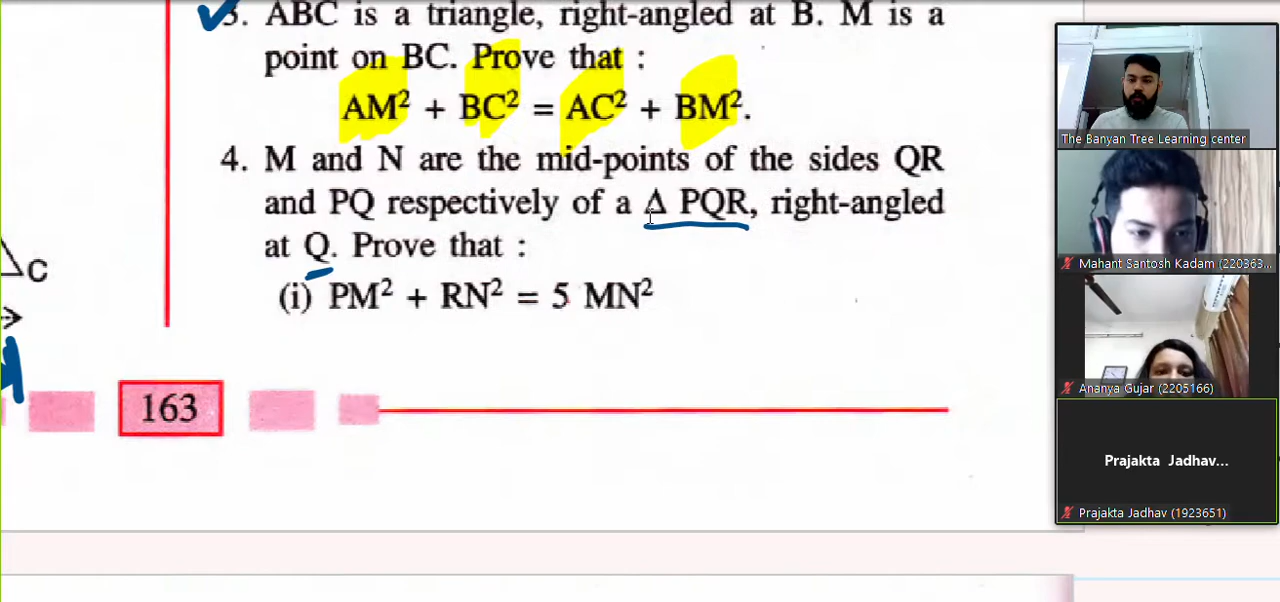 3. ABC is a triangle, right-angled at B. M is a
point on BC. Prove that :
AM² + BC² = AC² + BM².
4. M and N are the mid-points of the sides QR
and PQ respectively of a Δ PQR, right-angled
at Q. Prove that :
(i) PM² + RN² = 5 MN²
C
163
The Banyan Tree Learning center
Mahant Santosh Kadam (220363...
Ananya Gujar (2205166)
Prajakta Jadhav...
Prajakta Jadhav (1923651)